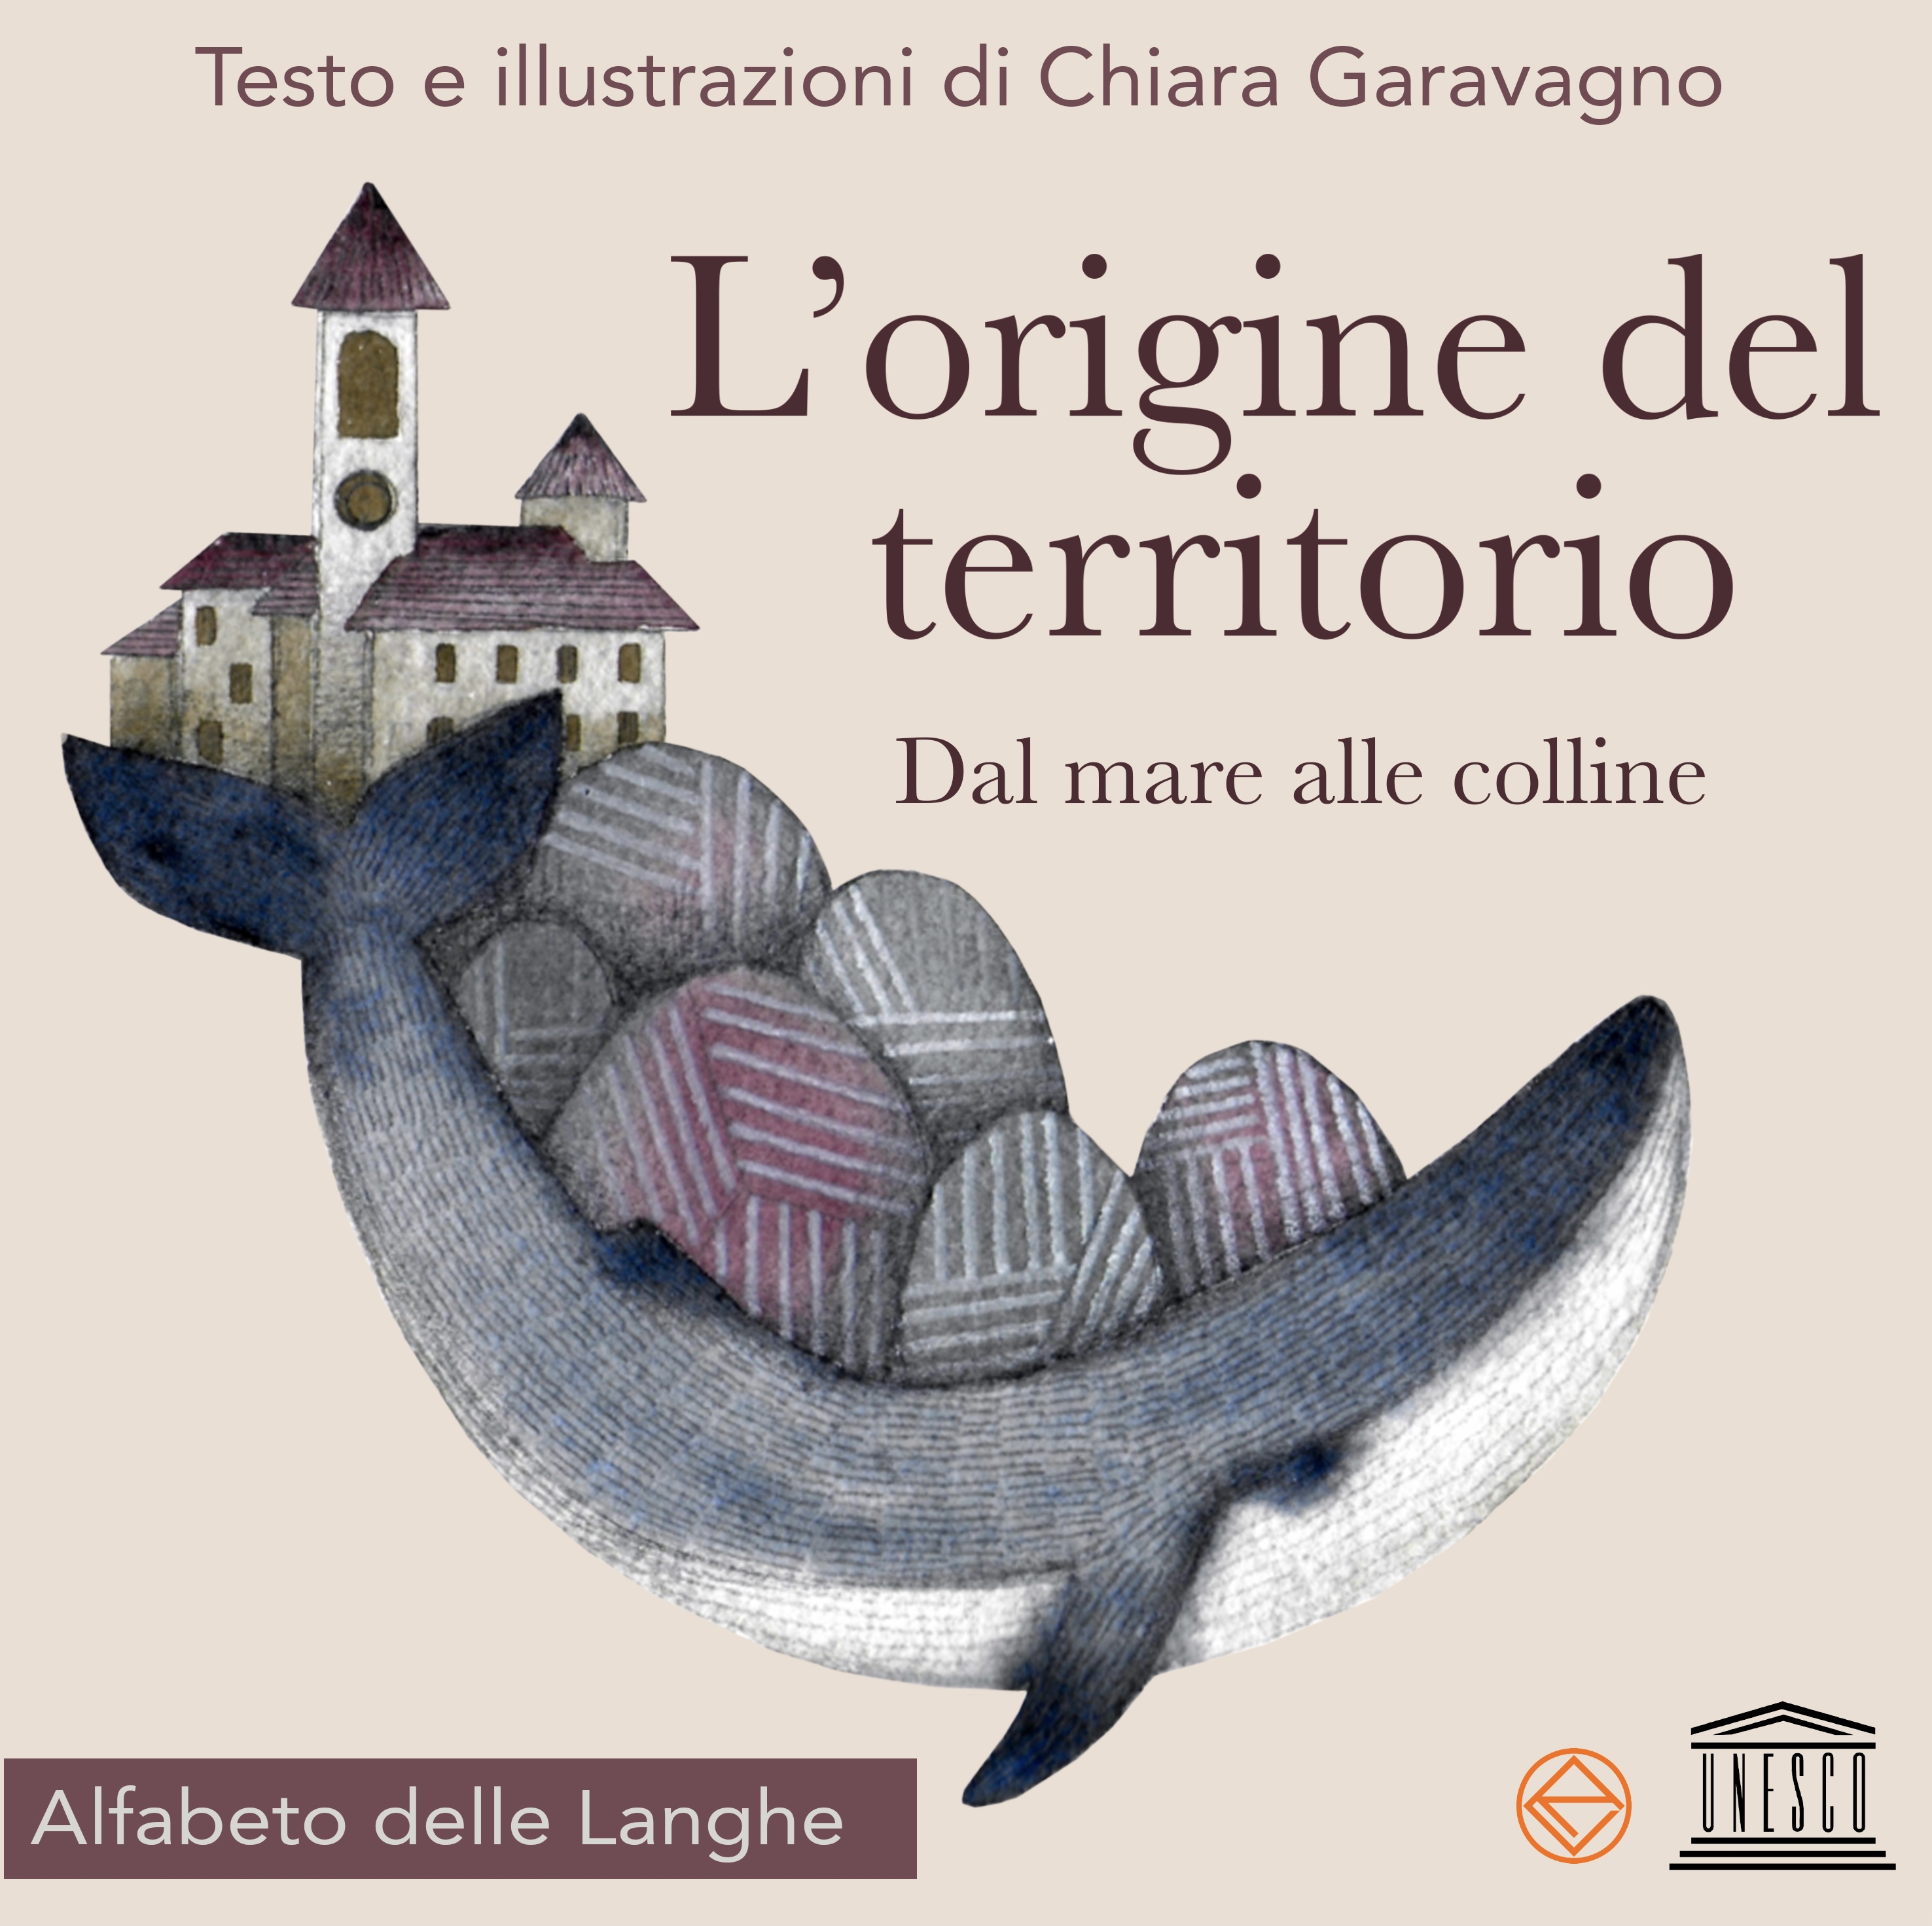 Testo e illustrazioni di Chiara Garavagno
L’origine del
territorio
Dal mare alle colline
Alfabeto delle Langhe
UNESCO